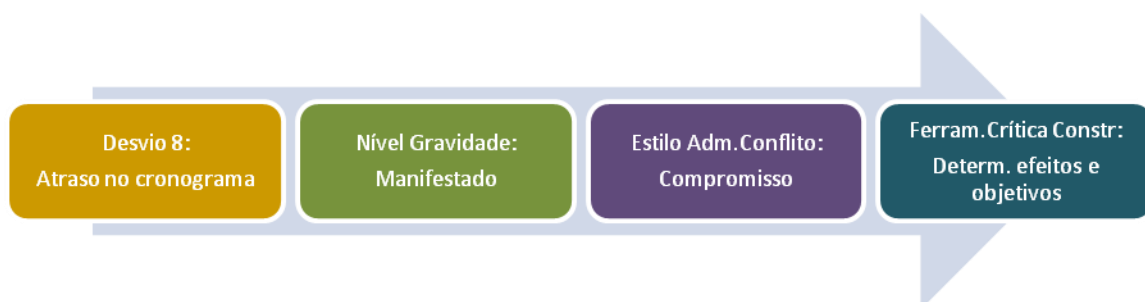 Desvio 8:
Atraso no cronograma
Nível Gravidade:
Manifestado
Estilo Adm.Conflito:
Compromisso
Ferram.Crítica Constr:
Determ. efeitos e
objetivos